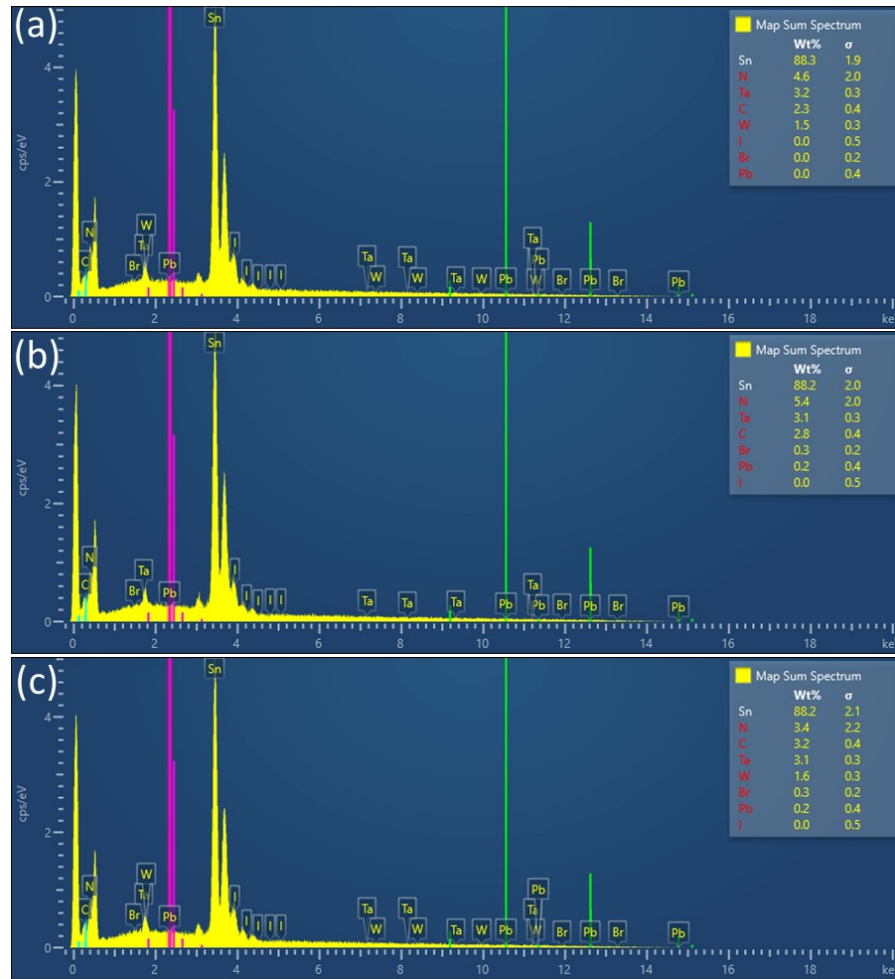 (a)
Map Sum Spectrum
Wt% σ
Sn 88.3 1.9
N 4.6 2.0
Ta 3.2 0.3
C 2.3 0.4
W 1.5 0.3
I 0.0 0.5
Br 0.0 0.2
Pb 0.0 0.4
cps/eV
4
2
0
Sn
W
N Ta I Ta Pb
C Br Pb I I I I Ta W Ta W Ta W Pb W Br Pb Br Pb
0 2 4 6 8 10 12 14 16 18 ke
(b)
Map Sum Spectrum
Wt% σ
Sn 88.2 2.0
N 5.4 2.0
Ta 3.1 0.3
C 2.8 0.4
Br 0.3 0.2
Pb 0.2 0.4
I 0.0 0.5
cps/eV
4
2
0
Sn
N Ta I Ta
C Br Pb I I I I Ta Ta Ta Pb Pb Br Pb Br Pb
0 2 4 6 8 10 12 14 16 18 ke
(c)
Map Sum Spectrum
Wt% σ
Sn 88.2 2.1
N 3.4 2.2
C 3.2 0.4
Ta 3.1 0.3
W 1.6 0.3
Br 0.3 0.2
Pb 0.2 0.4
I 0.0 0.5
cps/eV
4
2
0
Sn
W Pb
N Ta I Ta
C Br Pb I I I I Ta W Ta W Ta W Pb W Br Pb Br Pb
0 2 4 6 8 10 12 14 16 18 ke